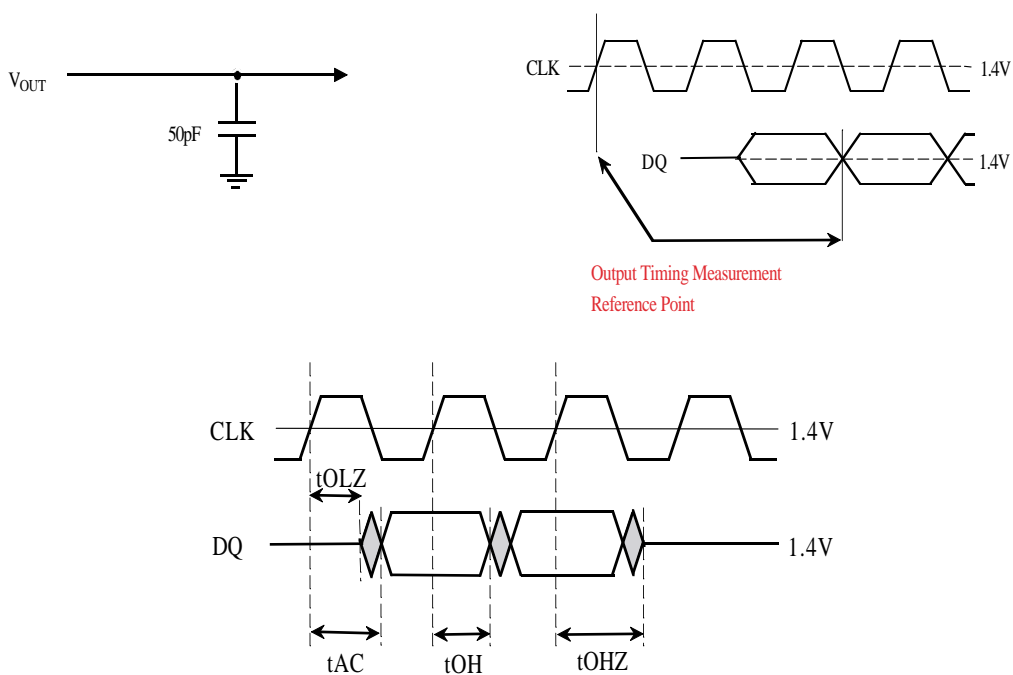 V_OUT
50pF
CLK
1.4V
DQ
1.4V
Output Timing Measurement
Reference Point
CLK
1.4V
tOLZ
DQ
1.4V
tAC
tOH
tOHZ